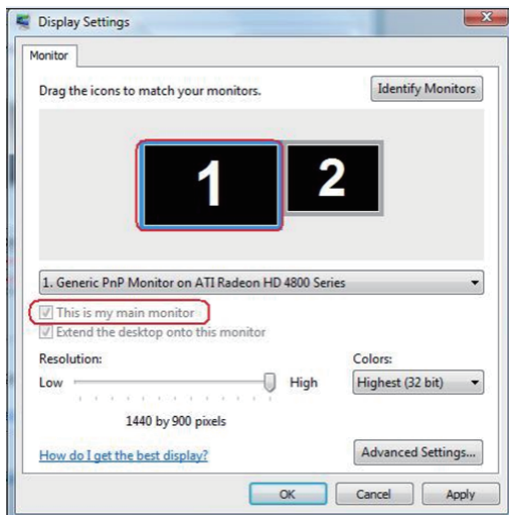 Display Settings
Monitor
Drag the icons to match your monitors.
Identify Monitors
1
2
1. Generic PnP Monitor on ATI Radeon HD 4800 Series
This is my main monitor
Extend the desktop onto this monitor
Resolution:
Colors:
Low
High
Highest (32 bit)
1440 by 900 pixels
How do I get the best display?
Advanced Settings...
OK
Cancel
Apply